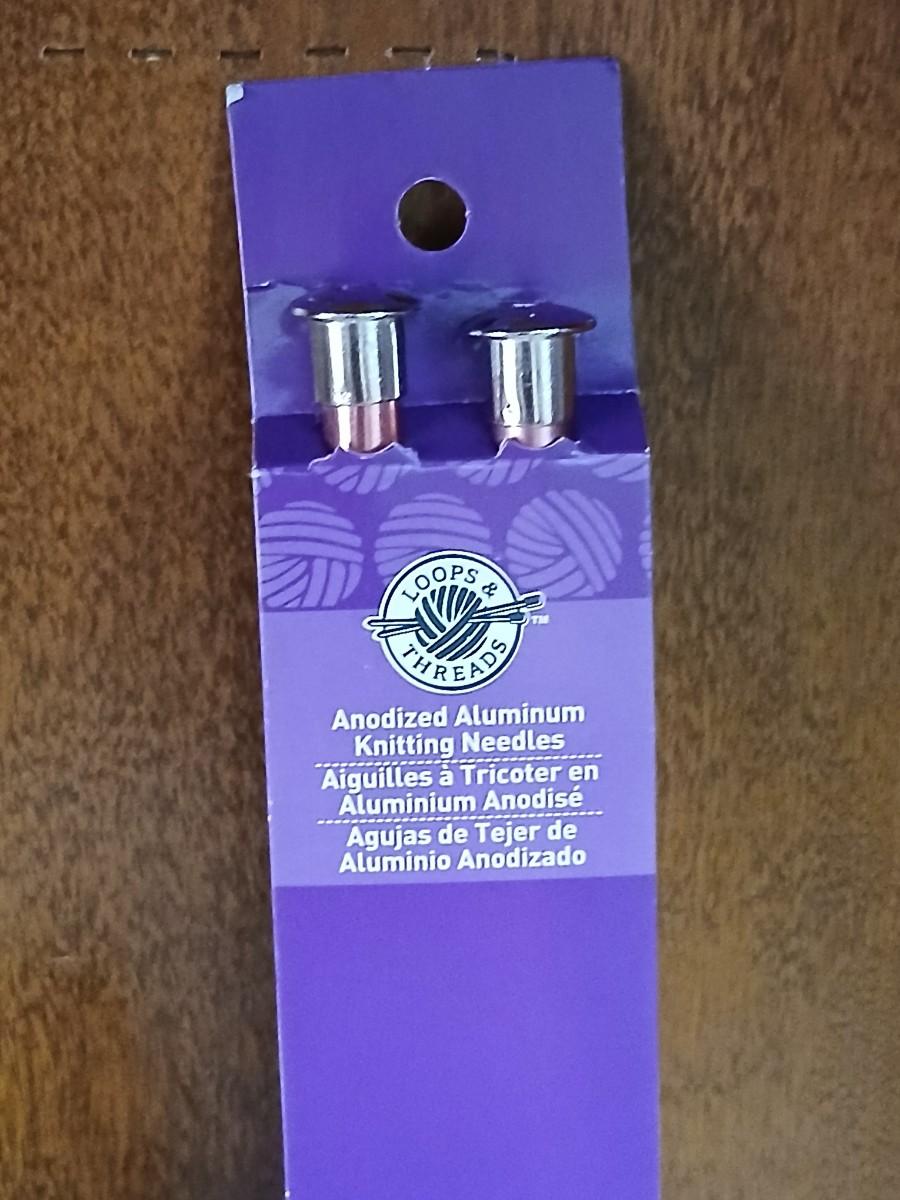 LOOPS &
THREADS
TM
Anodized Aluminum
Knitting Needles
Aiguilles à Tricoter en
Aluminium Anodisé
Agujas de Tejer de
Aluminio Anodizado